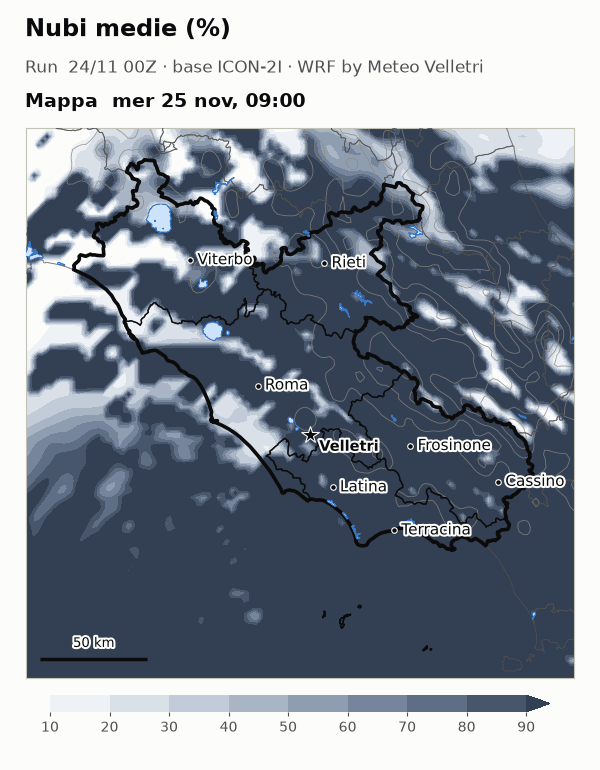 Nubi medie (%)
Run  24/11 00Z · base ICON-2I · WRF by Meteo Velletri
Mappa  mer 25 nov, 09:00
Viterbo
Rieti
Roma
Velletri
Frosinone
Latina
Cassino
Terracina
50 km
10 20 30 40 50 60 70 80 90